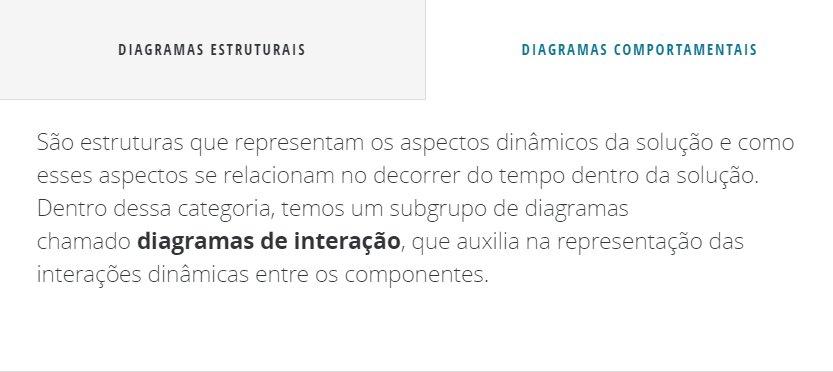 DIAGRAMAS ESTRUTURAIS
DIAGRAMAS COMPORTAMENTAIS
São estruturas que representam os aspectos dinâmicos da solução e como
esses aspectos se relacionam no decorrer do tempo dentro da solução.
Dentro dessa categoria, temos um subgrupo de diagramas
chamado diagramas de interação, que auxilia na representação das
interações dinâmicas entre os componentes.